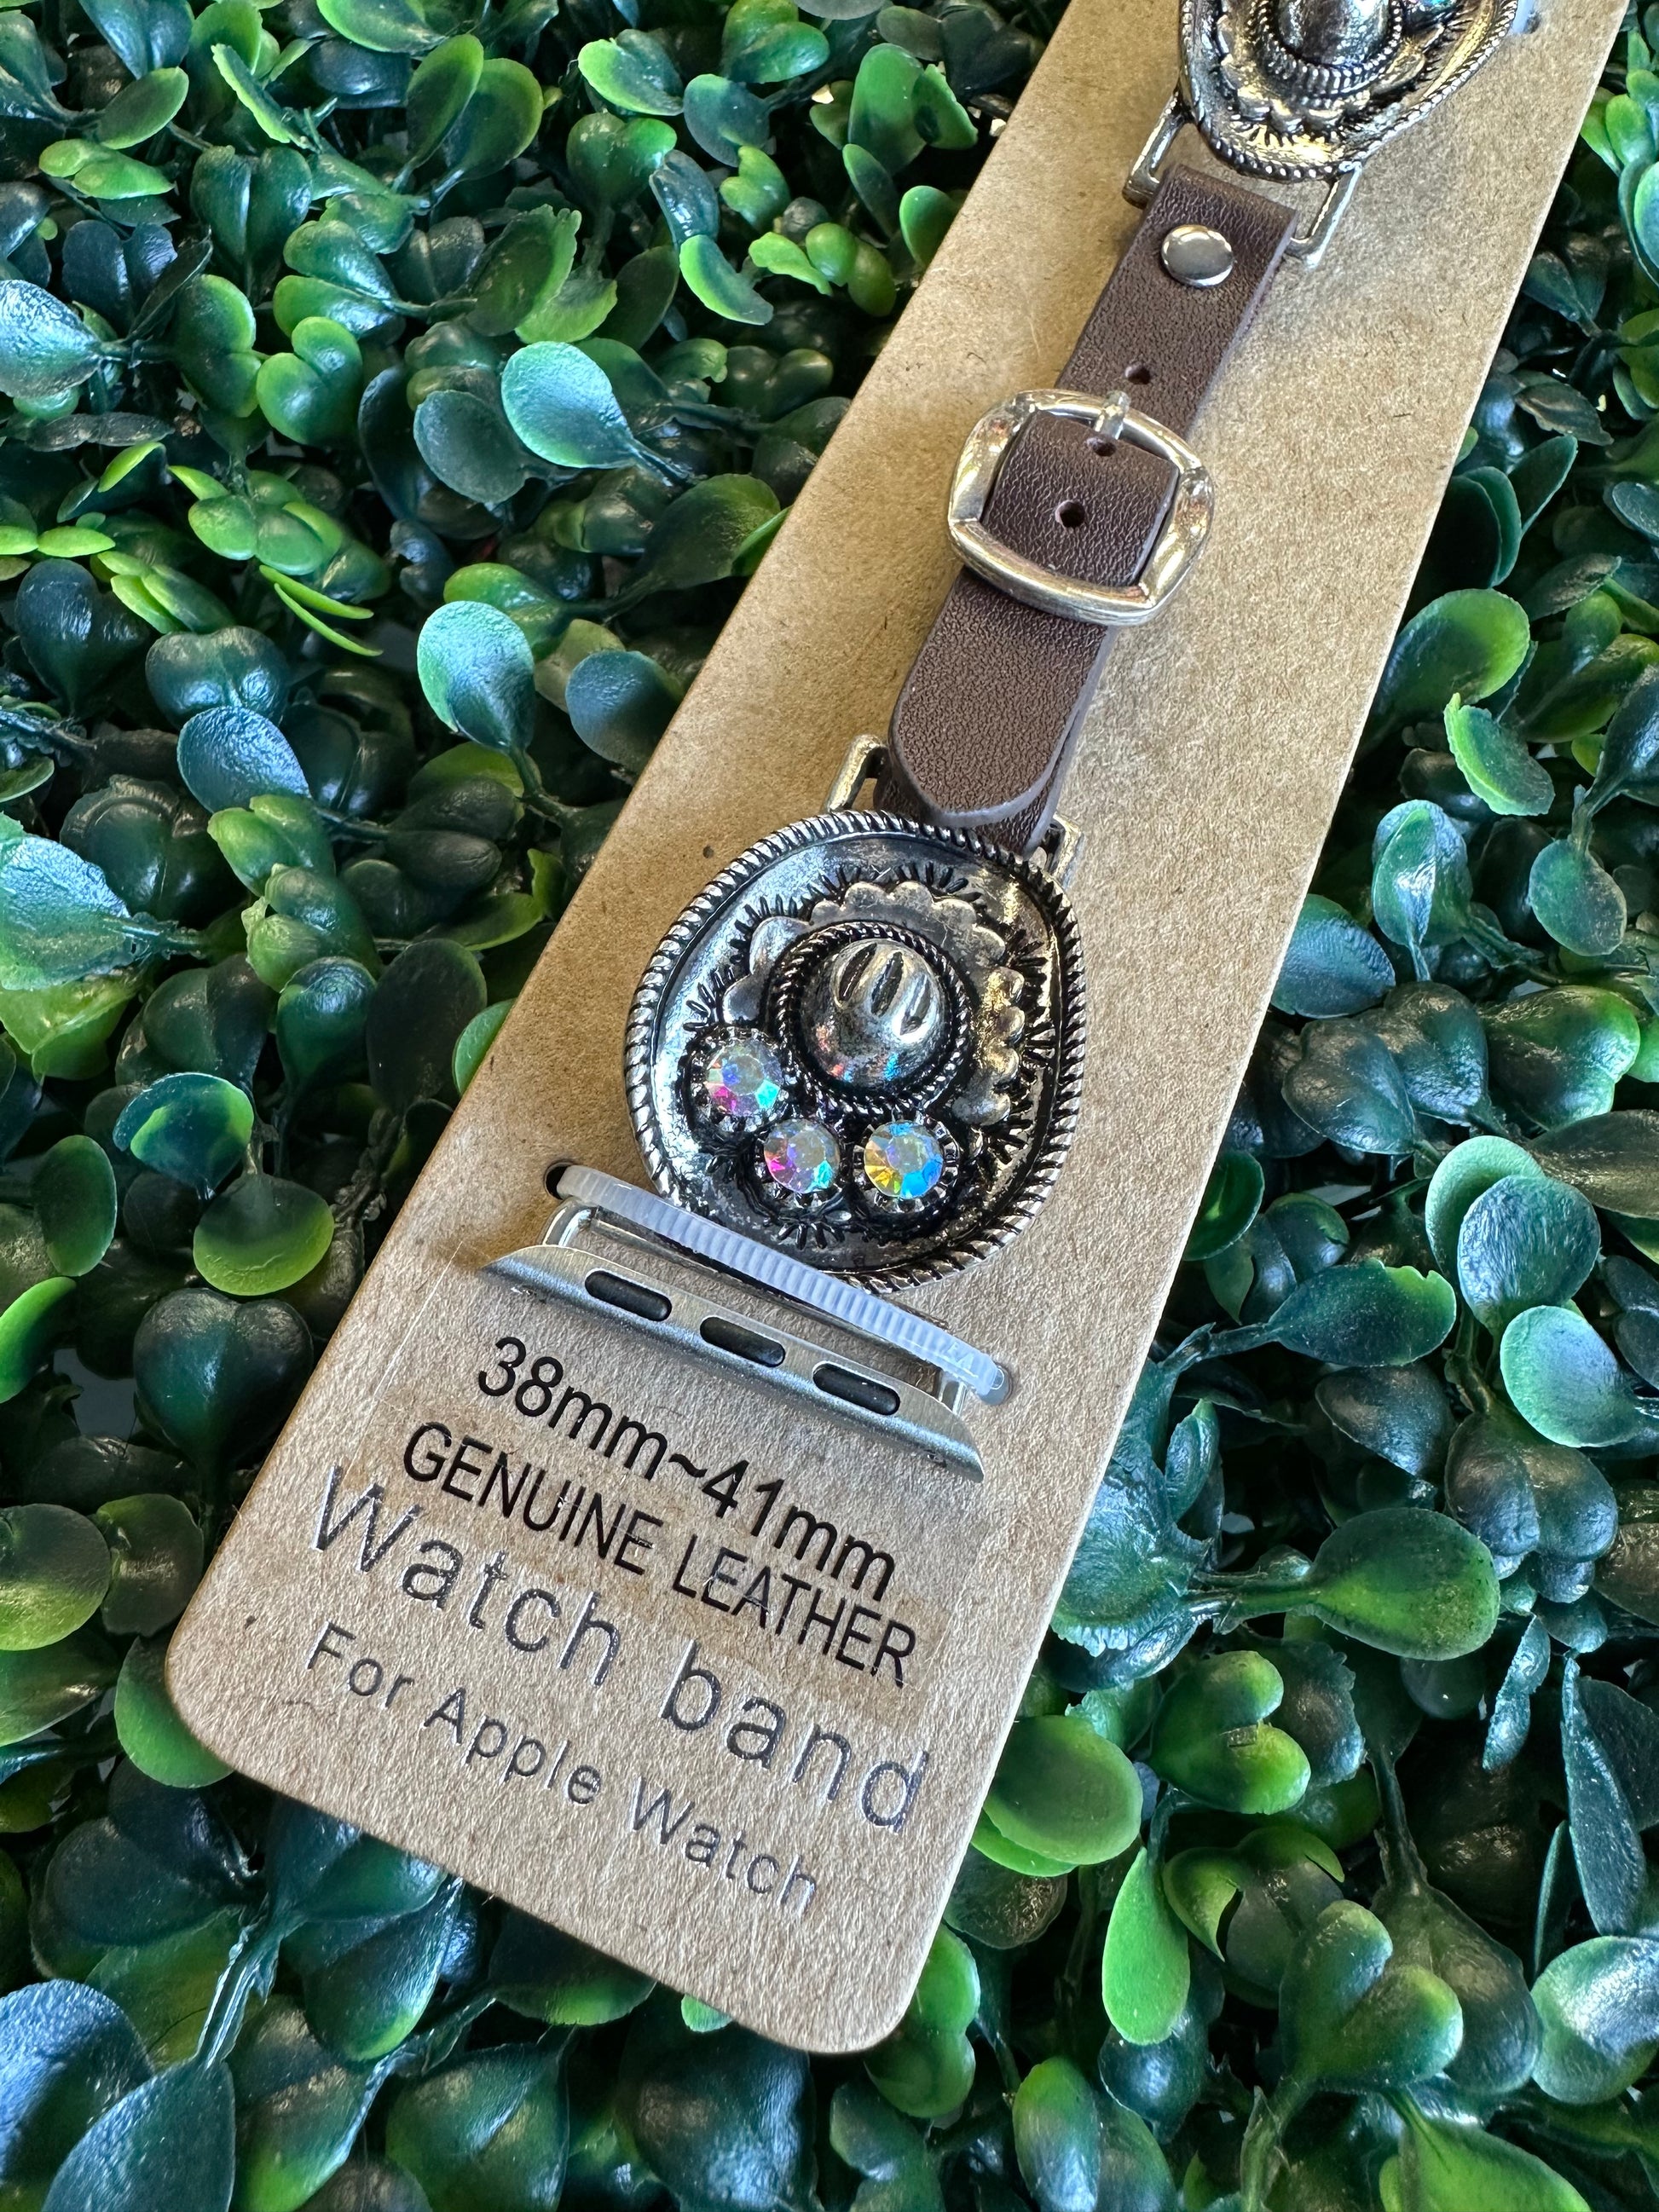 38mm~41mm
GENUINE LEATHER
Watch band
For Apple Watch